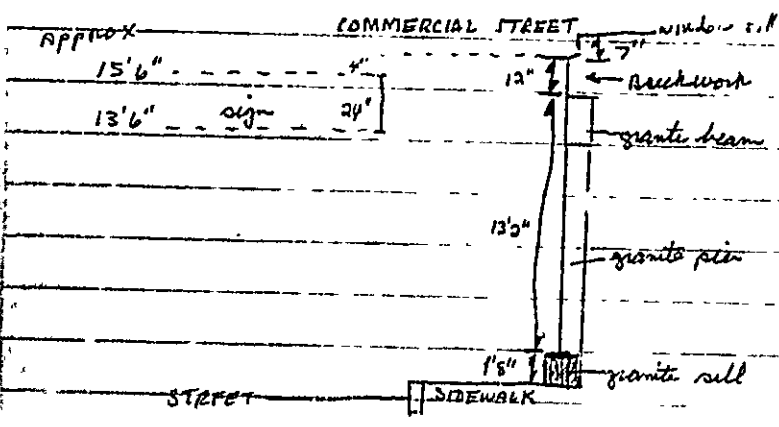 COMMERCIAL STREET
window sill
APPROX
7"
15'6"
4"
12"
Brickwork
13'6"
sign
24"
granite beam
13'2"
granite pier
1'8"
granite sill
STREET
SIDEWALK